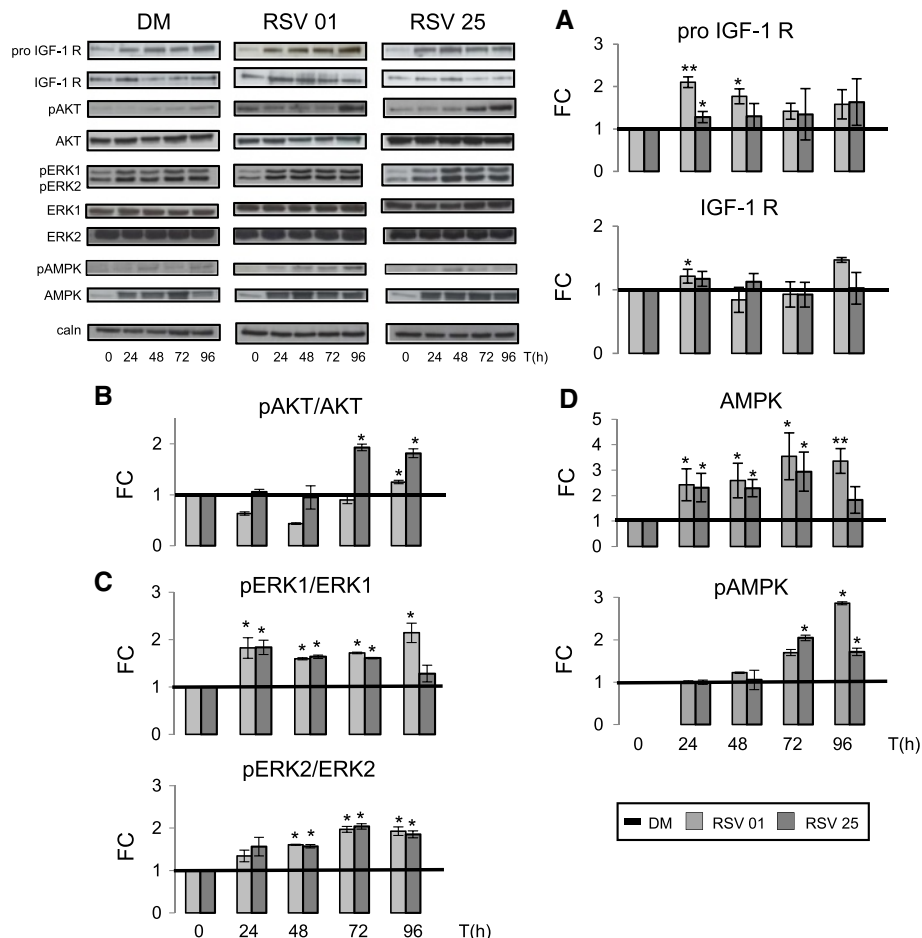 DM RSV 01 RSV 25
pro IGF-1 R
IGF-1 R
pAKT
AKT
pERK1
pERK2
ERK1
ERK2
pAMPK
AMPK
caln
0 24 48 72 96 0 24 48 72 96 0 24 48 72 96 T(h)
A
pro IGF-1 R
FC
3
2
1
0
** * *
IGF-1 R
FC
2
1
0
*
B
pAKT/AKT
FC
2
1
0
* * *
C
pERK1/ERK1
FC
3
2
1
0
* * * * * * *
pERK2/ERK2
FC
3
2
1
0
* * * * * *
0 24 48 72 96 T(h)
D
AMPK
FC
5
4
3
2
1
0
* * * * * * **
pAMPK
FC
3
2
1
0
* * *
0 24 48 72 96 T(h)
DM RSV 01 RSV 25